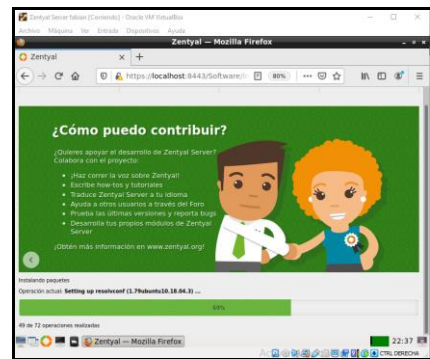 Zentyal Server fabian [Corriendo] - Oracle VM VirtualBox
Archivo Máquina Ver Entrada Dispositivos Ayuda
Zentyal — Mozilla Firefox
Zentyal
https://localhost:8443/Software/I
80%
¿Cómo puedo contribuir?
¿Quieres apoyar el desarrollo de Zentyal Server?
Colabora con el proyecto:
• ¡Haz correr la voz sobre Zentyal!
• Escribe how-tos y tutoriales
• Traduce Zentyal Server a tu idioma
• Ayuda a otros usuarios a través del Foro
• Prueba las últimas versiones y reporta bugs
• Desarrolla tus propios módulos de Zentyal
Server
¡Obtén más información en www.zentyal.org!
Instalando paquetes
Operación actual: Setting up resolvconf (1.79ubuntu10.18.04.3) ...
68%
49 de 72 operaciones realizadas
Zentyal — Mozilla Firefox
22:37
CTRL DERECHA